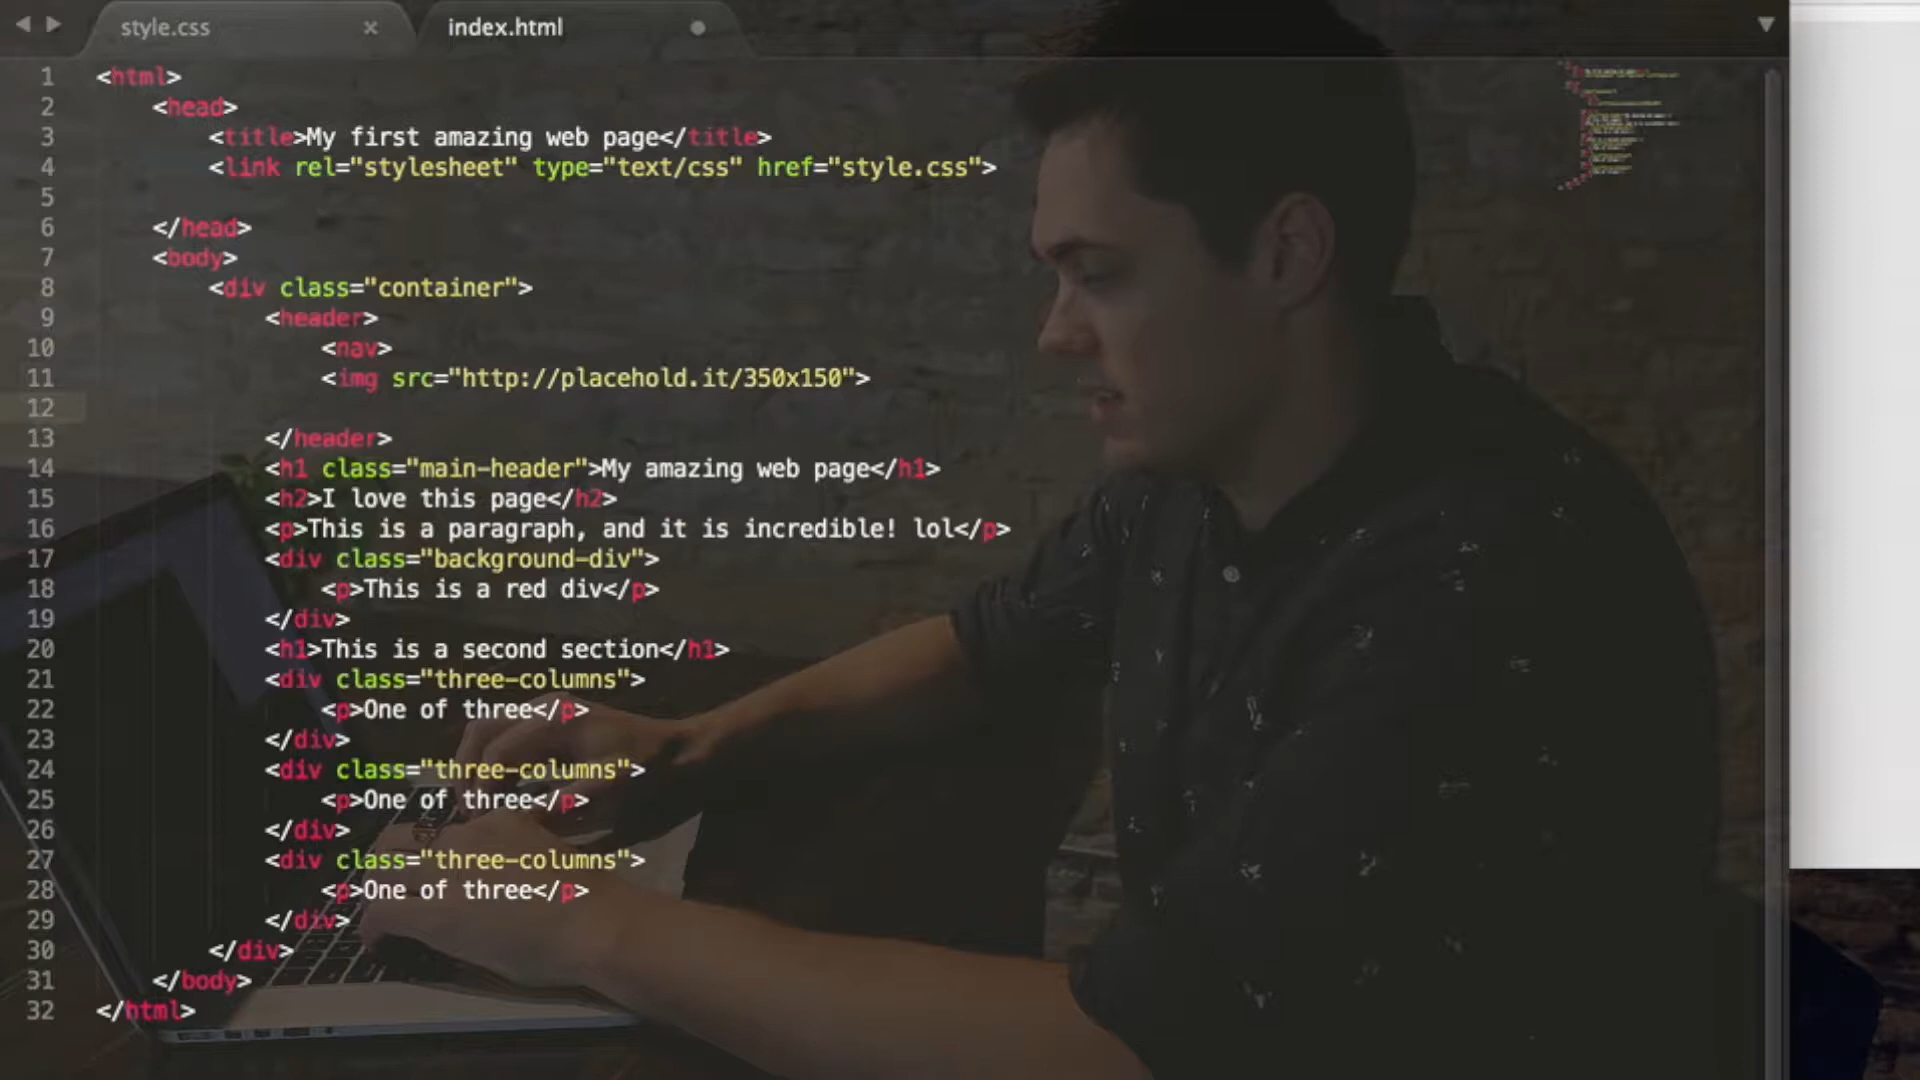 style.css × index.html
1 <html>
2 <head>
3 <title>My first amazing web page</title>
4 <link rel="stylesheet" type="text/css" href="style.css">
5
6 </head>
7 <body>
8 <div class="container">
9 <header>
10 <nav>
11 <img src="http://placehold.it/350x150">
12
13 </header>
14 <h1 class="main-header">My amazing web page</h1>
15 <h2>I love this page</h2>
16 <p>This is a paragraph, and it is incredible! lol</p>
17 <div class="background-div">
18 <p>This is a red div</p>
19 </div>
20 <h1>This is a second section</h1>
21 <div class="three-columns">
22 <p>One of three</p>
23 </div>
24 <div class="three-columns">
25 <p>One of three</p>
26 </div>
27 <div class="three-columns">
28 <p>One of three</p>
29 </div>
30 </div>
31 </body>
32 </html>